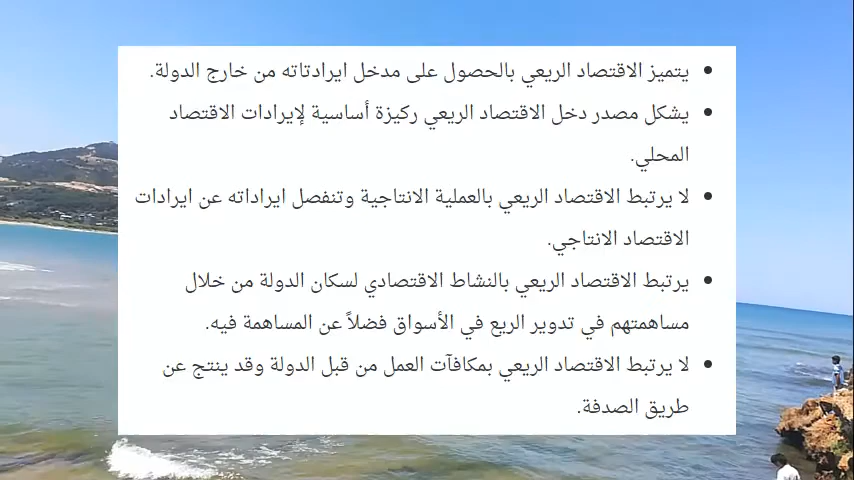 • يتميز الاقتصاد الريعي بالحصول على مدخل ايرادتاته من خارج الدولة.
• يشكل مصدر دخل الاقتصاد الريعي ركيزة أساسية لإيرادات الاقتصاد
المحلي.
• لا يرتبط الاقتصاد الريعي بالعملية الانتاجية وتنفصل ايراداته عن ايرادات
الاقتصاد الانتاجي.
• يرتبط الاقتصاد الريعي بالنشاط الاقتصادي لسكان الدولة من خلال
مساهمتهم في تدوير الريع في الأسواق فضلاً عن المساهمة فيه.
• لا يرتبط الاقتصاد الريعي بمكافآت العمل من قبل الدولة وقد ينتج عن
طريق الصدفة.